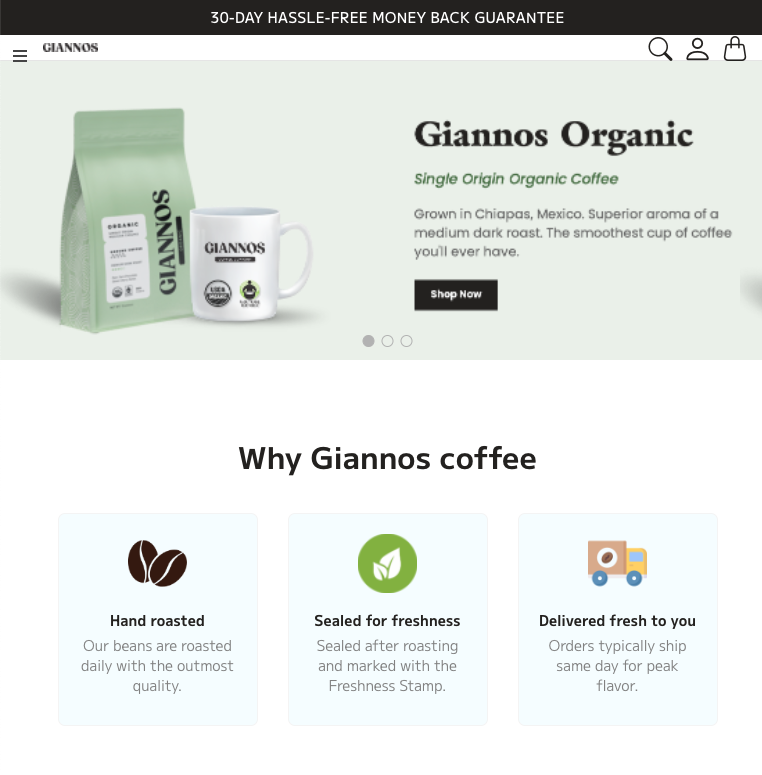 30-DAY HASSLE-FREE MONEY BACK GUARANTEE
GIANNOS
Giannos Organic
Single Origin Organic Coffee
Grown in Chiapas, Mexico. Superior aroma of a
medium dark roast. The smoothest cup of coffee
you'll ever have.
Shop Now
GIANNOS
ORGANIC
GIANNOS
USDA
ORGANIC
Why Giannos coffee
Hand roasted
Our beans are roasted
daily with the outmost
quality.
Sealed for freshness
Sealed after roasting
and marked with the
Freshness Stamp.
Delivered fresh to you
Orders typically ship
same day for peak
flavor.